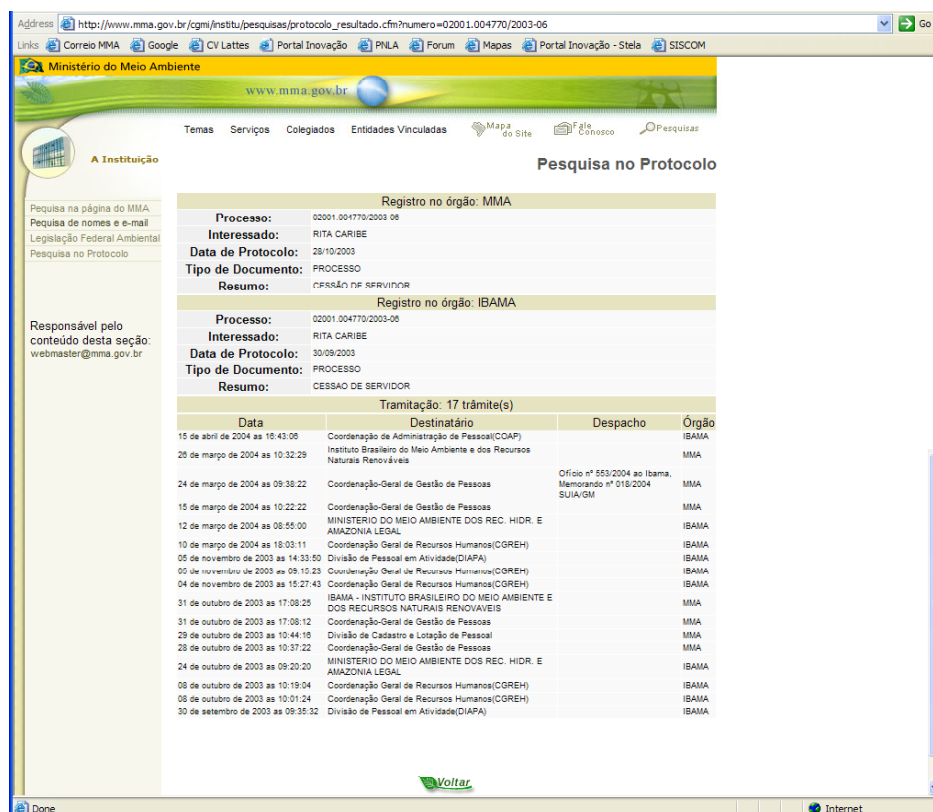 Address http://www.mma.gov.br/cgmi/institu/pesquisas/protocolo_resultado.cfm?numero=02001.004770/2003-06 Go
Links Correio MMA Google CV Lattes Portal Inovação PNLA Forum Mapas Portal Inovação - Stela SISCOM
Ministério do Meio Ambiente
www.mma.gov.br
Temas Serviços Colegiados Entidades Vinculadas Mapa do Site Fale Conosco Pesquisas
A Instituição
Pesquisa no Protocolo
Pequisa na página do MMA
Pequisa de nomes e e-mail
Legislação Federal Ambiental
Pesquisa no Protocolo
Responsável pelo
conteúdo desta seção:
webmaster@mma.gov.br
Registro no órgão: MMA
Processo: 02001.004770/2003-06
Interessado: RITA CARIBE
Data de Protocolo: 28/10/2003
Tipo de Documento: PROCESSO
Resumo: CESSÃO DE SERVIDOR
Registro no órgão: IBAMA
Processo: 02001.004770/2003-06
Interessado: RITA CARIBE
Data de Protocolo: 30/09/2003
Tipo de Documento: PROCESSO
Resumo: CESSAO DE SERVIDOR
Tramitação: 17 trâmite(s)
Data Destinatário Despacho Órgão
15 de abril de 2004 as 16:43:06 Coordenação de Administração de Pessoal(COAP) IBAMA
26 de março de 2004 as 10:32:29 Instituto Brasileiro do Meio Ambiente e dos Recursos Naturais Renováveis MMA
24 de março de 2004 as 09:38:22 Coordenação-Geral de Gestão de Pessoas Ofício nº 553/2004 ao Ibama, Memorando nº 018/2004 SUIA/GM MMA
15 de março de 2004 as 10:22:22 Coordenação-Geral de Gestão de Pessoas MMA
12 de março de 2004 as 08:55:00 MINISTERIO DO MEIO AMBIENTE DOS REC. HIDR. E AMAZONIA LEGAL IBAMA
10 de março de 2004 as 18:03:11 Coordenação Geral de Recursos Humanos(CGREH) IBAMA
05 de novembro de 2003 as 14:33:50 Divisão de Pessoal em Atividade(DIAPA) IBAMA
05 de novembro de 2003 as 09:15:23 Coordenação Geral de Recursos Humanos(CGREH) IBAMA
04 de novembro de 2003 as 15:27:43 Coordenação Geral de Recursos Humanos(CGREH) IBAMA
31 de outubro de 2003 as 17:08:25 IBAMA - INSTITUTO BRASILEIRO DO MEIO AMBIENTE E DOS RECURSOS NATURAIS RENOVAVEIS MMA
31 de outubro de 2003 as 17:08:12 Coordenação-Geral de Gestão de Pessoas MMA
29 de outubro de 2003 as 10:44:16 Divisão de Cadastro e Lotação de Pessoal MMA
28 de outubro de 2003 as 10:37:22 Coordenação-Geral de Gestão de Pessoas MMA
24 de outubro de 2003 as 09:20:20 MINISTERIO DO MEIO AMBIENTE DOS REC. HIDR. E AMAZONIA LEGAL IBAMA
08 de outubro de 2003 as 10:19:04 Coordenação Geral de Recursos Humanos(CGREH) IBAMA
08 de outubro de 2003 as 10:01:24 Coordenação Geral de Recursos Humanos(CGREH) IBAMA
30 de setembro de 2003 as 09:35:32 Divisão de Pessoal em Atividade(DIAPA) IBAMA
Voltar
Done Internet